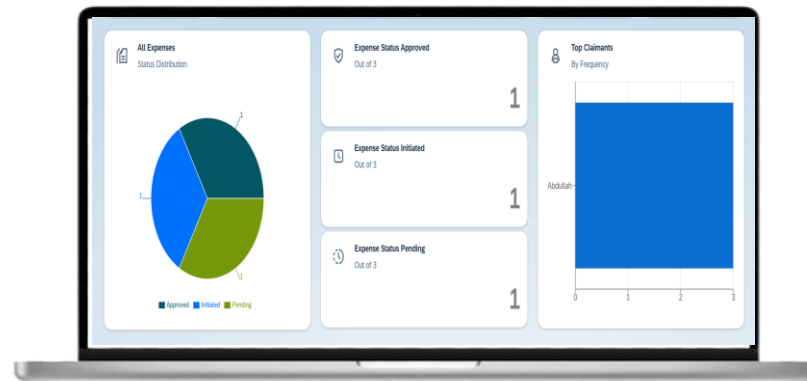 All Expenses
Status Distribution
1
1
1
Approved Initiated Pending
Expense Status Approved
Out of 3
1
Expense Status Initiated
Out of 3
1
Expense Status Pending
Out of 3
1
Top Claimants
By Frequency
Abdullah
0 1 2 3